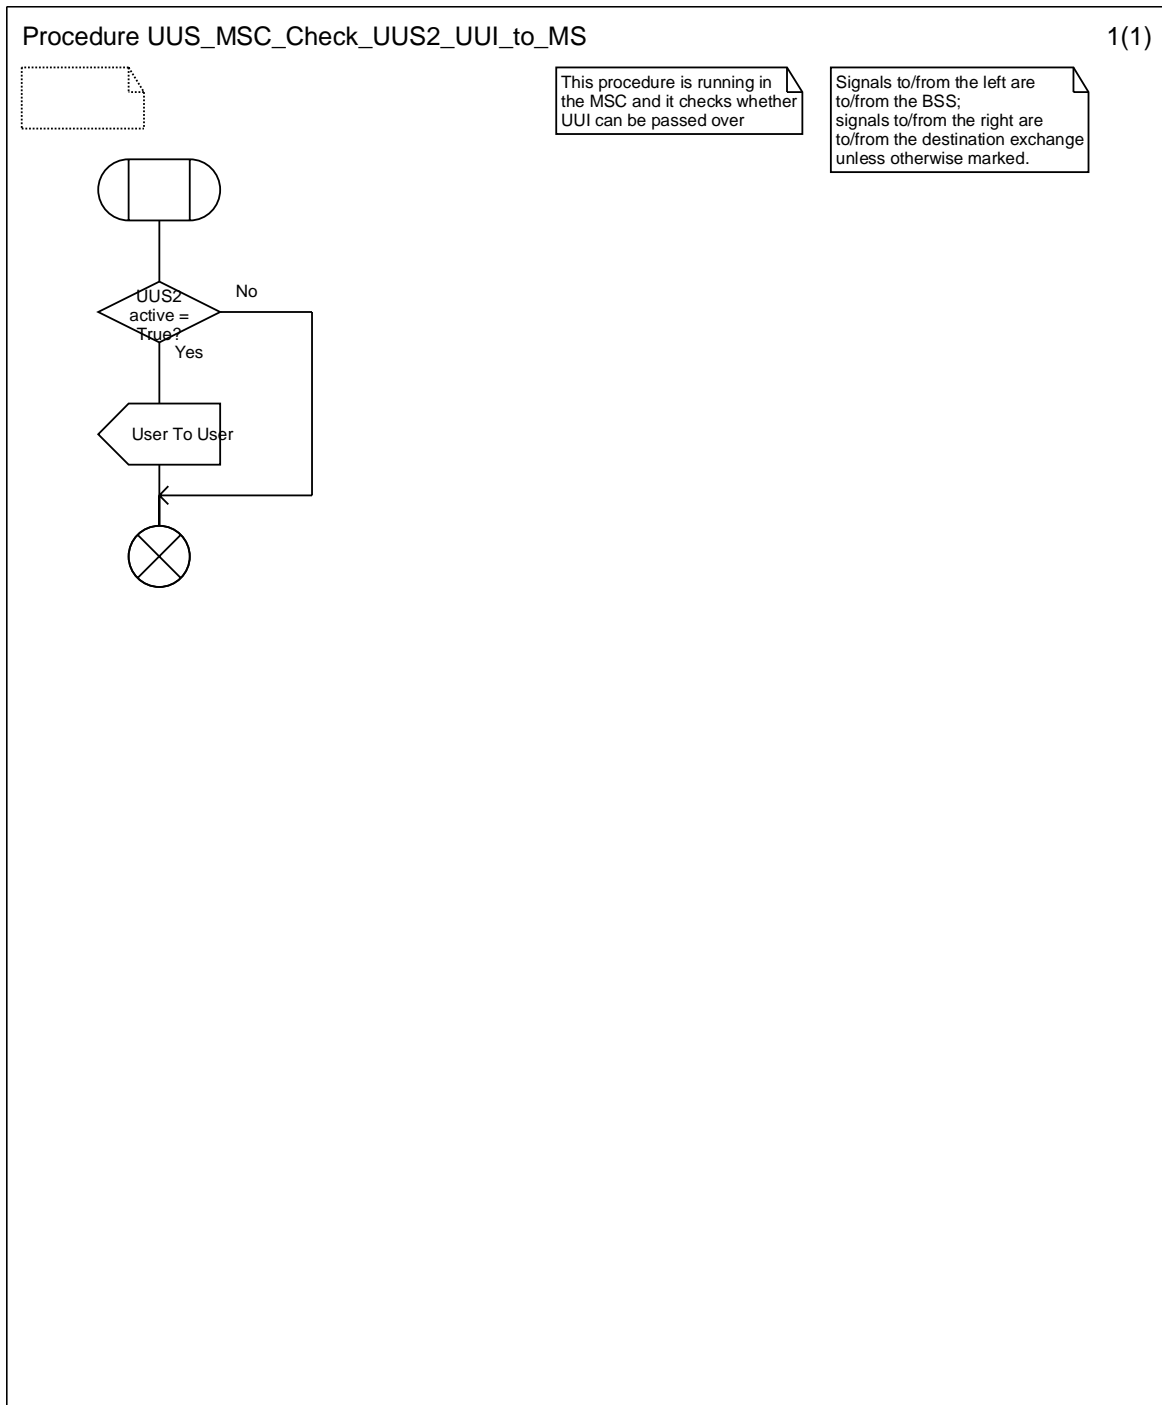 Procedure UUS_MSC_Check_UUS2_UUI_to_MS
1(1)
This procedure is running in
the MSC and it checks whether
UUI can be passed over
Signals to/from the left are
to/from the BSS;
signals to/from the right are
to/from the destination exchange
unless otherwise marked.
UUS2
active =
True?
No
Yes
User To User